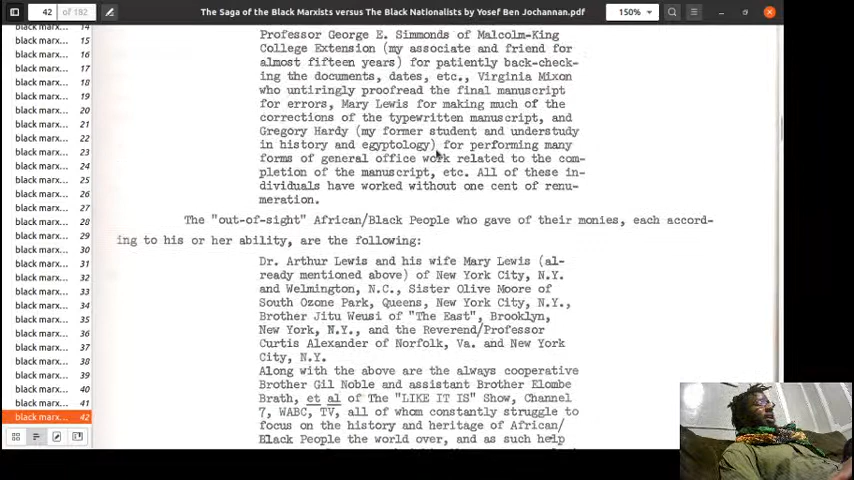 42 of 182
The Saga of the Black Marxists versus The Black Nationalists by Yosef Ben Jochannan.pdf
150%
black marx... 14
black marx... 15
black marx... 16
black marx... 17
black marx... 18
black marx... 19
black marx... 20
black marx... 21
black marx... 22
black marx... 23
black marx... 24
black marx... 25
black marx... 26
black marx... 27
black marx... 28
black marx... 29
black marx... 30
black marx... 31
black marx... 32
black marx... 33
black marx... 34
black marx... 35
black marx... 36
black marx... 37
black marx... 38
black marx... 39
black marx... 40
black marx... 41
black marx... 42
Professor George E. Simmonds of Malcolm-King
College Extension (my associate and friend for
almost fifteen years) for patiently back-check-
ing the documents, dates, etc., Virginia Mixon
who untiringly proofread the final manuscript
for errors, Mary Lewis for making much of the
corrections of the typewritten manuscript, and
Gregory Hardy (my former student and understudy
in history and egyptology) for performing many
forms of general office work related to the com-
pletion of the manuscript, etc. All of these in-
dividuals have worked without one cent of renu-
meration.
The "out-of-sight" African/Black People who gave of their monies, each accord-
ing to his or her ability, are the following:
Dr. Arthur Lewis and his wife Mary Lewis (al-
ready mentioned above) of New York City, N.Y.
and Welmington, N.C., Sister Olive Moore of
South Ozone Park, Queens, New York City, N.Y.,
Brother Jitu Weusi of "The East", Brooklyn,
New York, N.Y., and the Reverend/Professor
Curtis Alexander of Norfolk, Va. and New York
City, N.Y.
Along with the above are the always cooperative
Brother Gil Noble and assistant Brother Elombe
Brath, et al of The "LIKE IT IS" Show, Channel
7, WABC, TV, all of whom constantly struggle to
focus on the history and heritage of African/
Black People the world over, and as such help